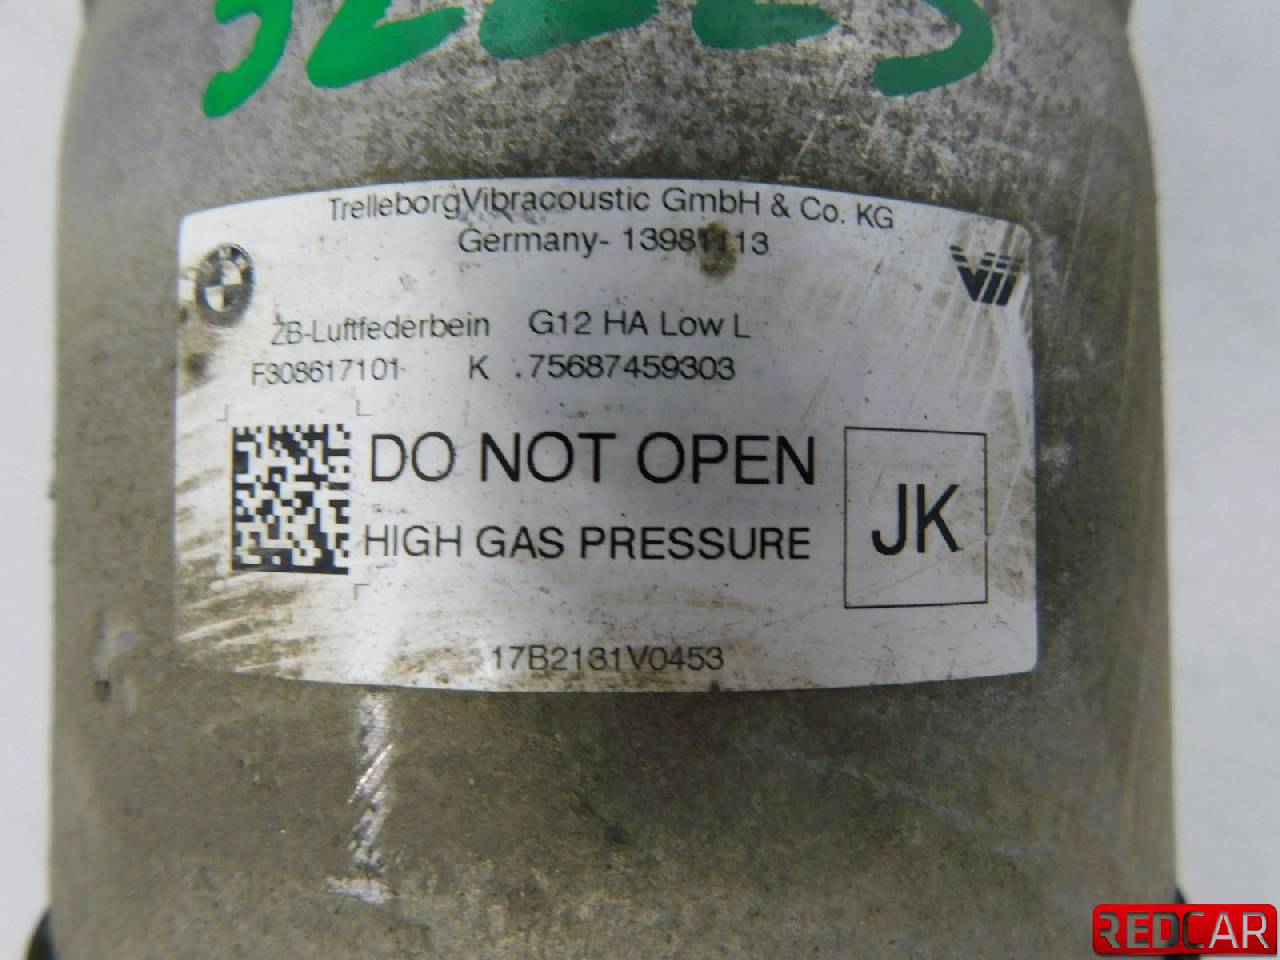 TrelleborgVibracoustic GmbH & Co. KG
Germany- 13981113
ZB-Luftfederbein G12 HA Low L
F308617101 K .75687459303
DO NOT OPEN
HIGH GAS PRESSURE
JK
17B2131V0453
REDCAR